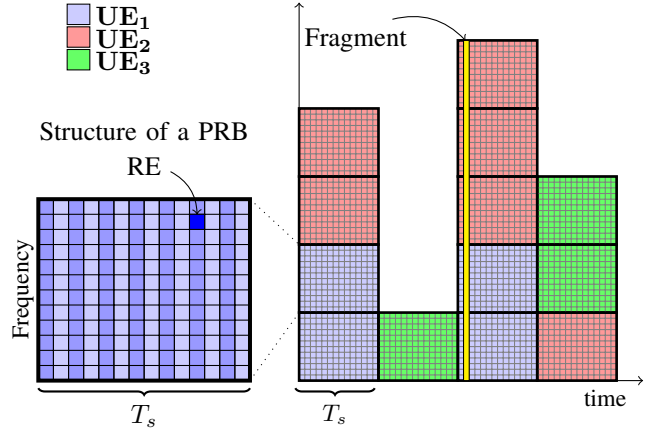 UE₁
UE₂
UE₃
Fragment
Structure of a PRB
RE
Frequency
Tₛ
Tₛ
time